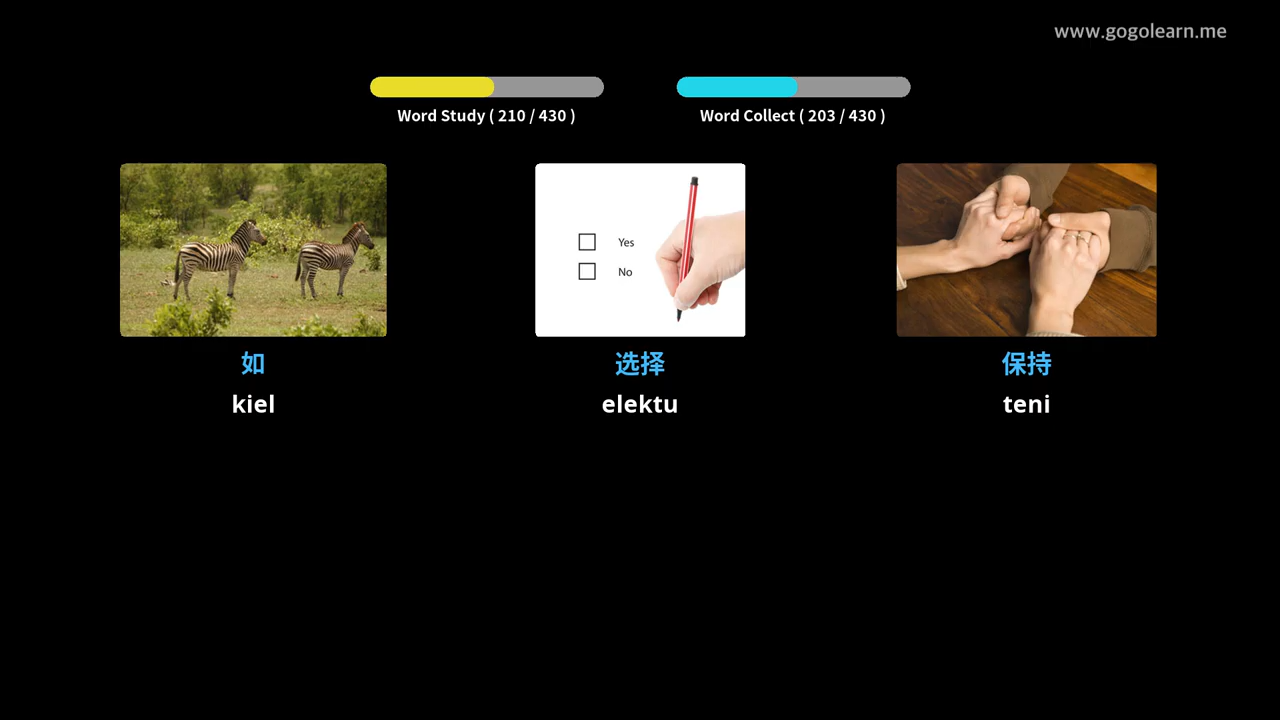 www.gogolearn.me
Word Study ( 210 / 430 )
Word Collect ( 203 / 430 )
Yes
No
如
选择
保持
kiel
elektu
teni